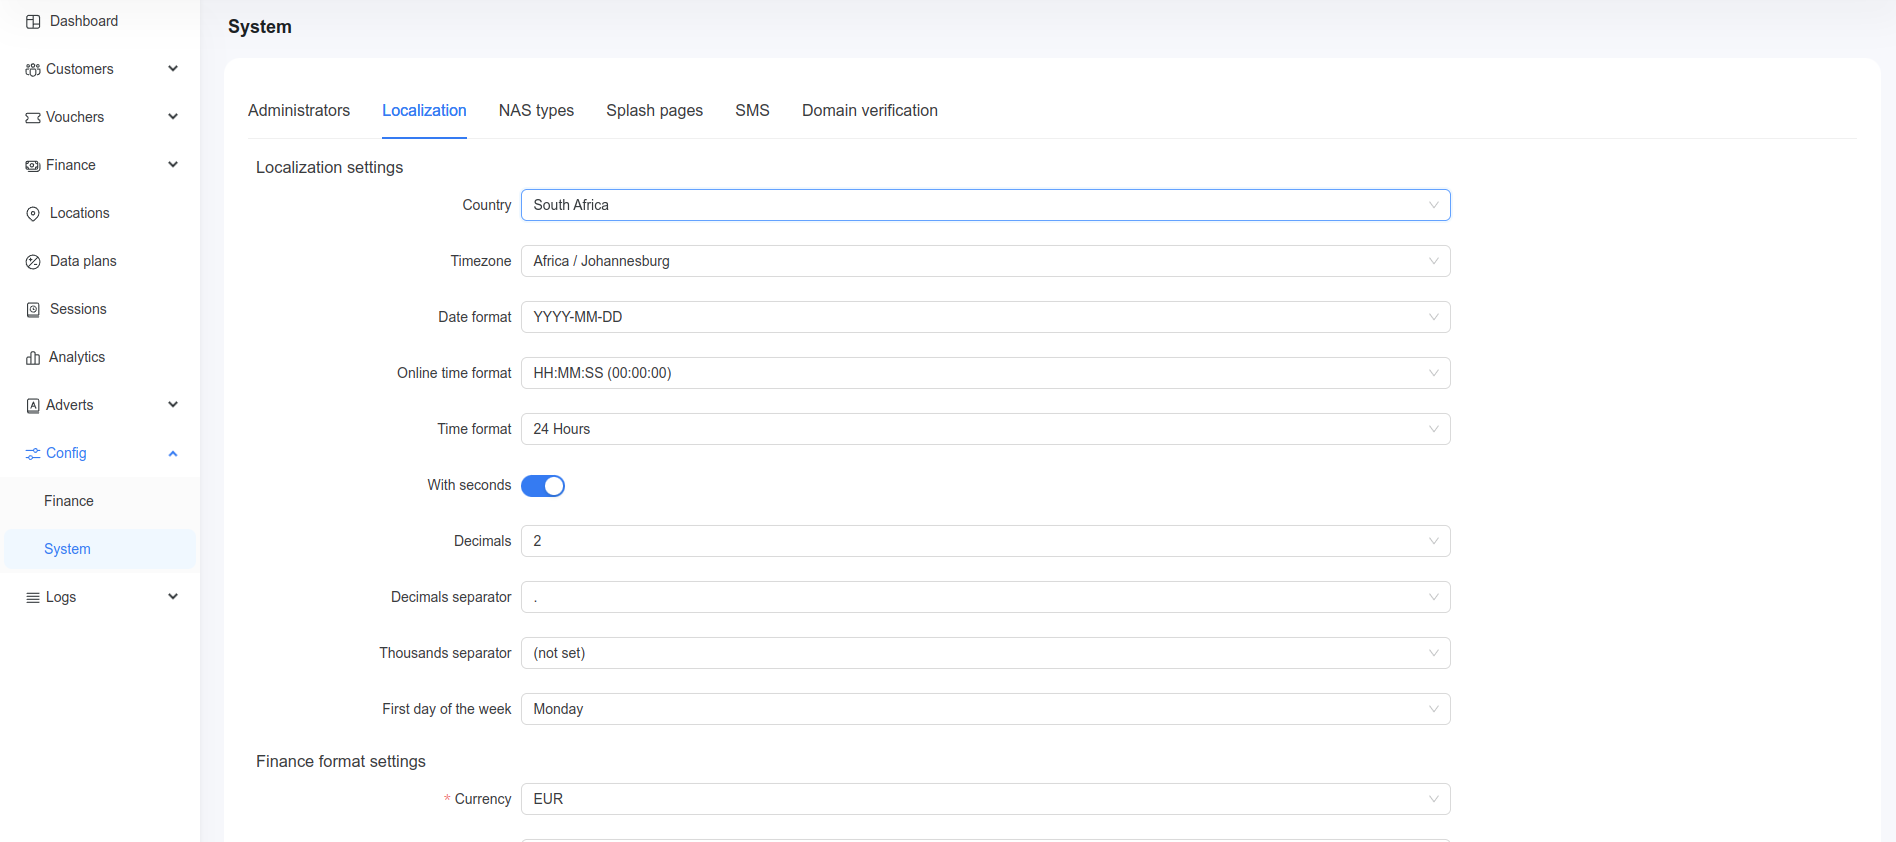 Dashboard
Customers
Vouchers
Finance
Locations
Data plans
Sessions
Analytics
Adverts
Config
Finance
System
Logs
System
Administrators Localization NAS types Splash pages SMS Domain verification
Localization settings
Country South Africa
Timezone Africa / Johannesburg
Date format YYYY-MM-DD
Online time format HH:MM:SS (00:00:00)
Time format 24 Hours
With seconds
Decimals 2
Decimals separator .
Thousands separator (not set)
First day of the week Monday
Finance format settings
* Currency EUR